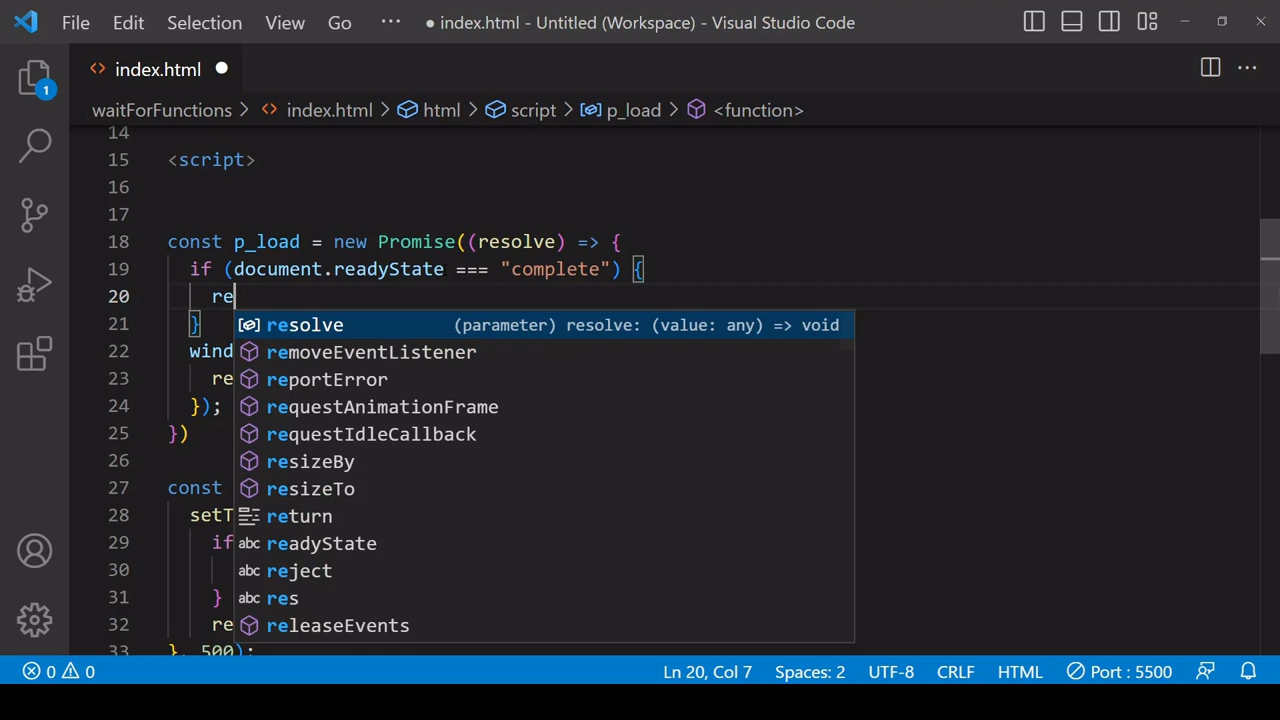 File Edit Selection View Go ··· ● index.html - Untitled (Workspace) - Visual Studio Code
index.html
1
waitForFunctions > index.html > html > script > p_load > <function>
14
15 <script>
16
17
18 const p_load = new Promise((resolve) => {
19 if (document.readyState === "complete") {
20 re
21 }
22 wind
23 re
24 });
25 })
26
27 const
28 setT
29 if
30
31 }
32 re
33 }, 500);
resolve (parameter) resolve: (value: any) => void
removeEventListener
reportError
requestAnimationFrame
requestIdleCallback
resizeBy
resizeTo
return
abc readyState
abc reject
abc res
releaseEvents
0 0 Ln 20, Col 7 Spaces: 2 UTF-8 CRLF HTML Port : 5500